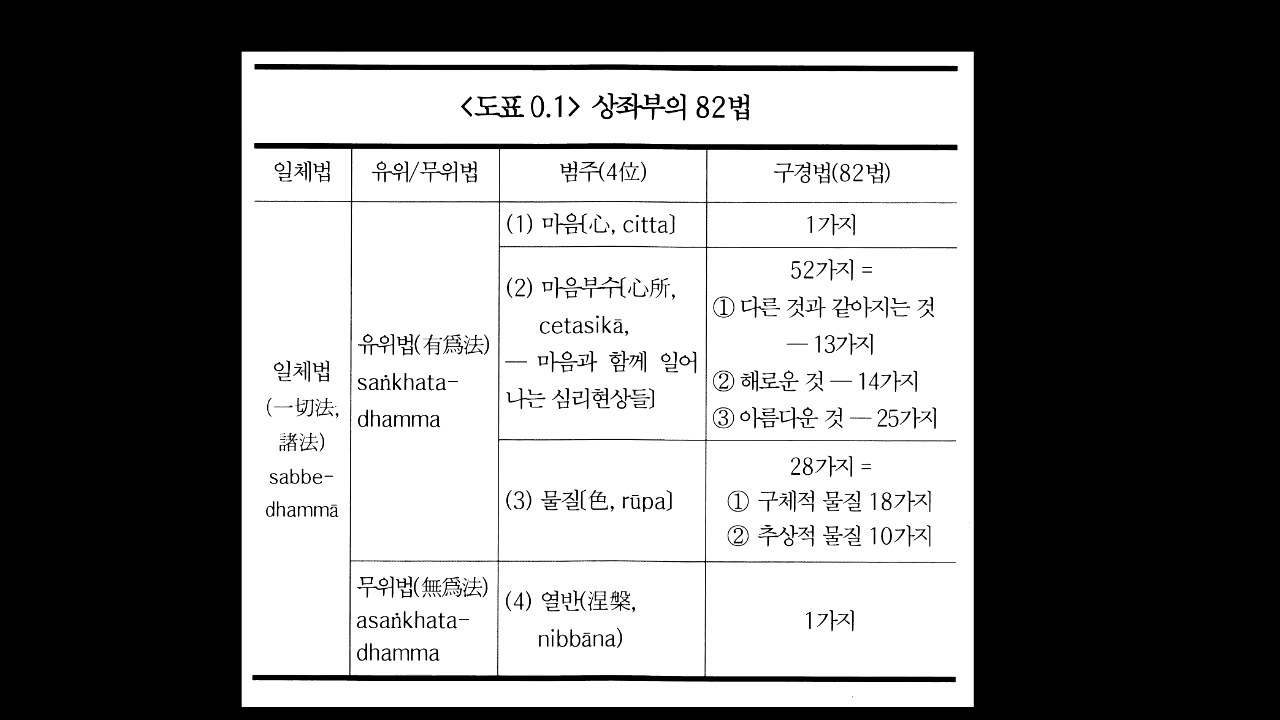 <도표 0.1> 상좌부의 82법
일체법
유위/무위법
범주(4位)
구경법(82법)
일체법
(一切法,
諸法)
sabbe-
dhammā
유위법(有爲法)
saṅkhata-
dhamma
(1) 마음〔心, citta〕
1가지
(2) 마음부수〔心所,
cetasikā,
― 마음과 함께 일어
나는 심리현상들〕
52가지 =
① 다른 것과 같아지는 것
― 13가지
② 해로운 것 ― 14가지
③ 아름다운 것 ― 25가지
(3) 물질〔色, rūpa〕
28가지 =
① 구체적 물질 18가지
② 추상적 물질 10가지
무위법(無爲法)
asaṅkhata-
dhamma
(4) 열반(涅槃,
nibbāna)
1가지